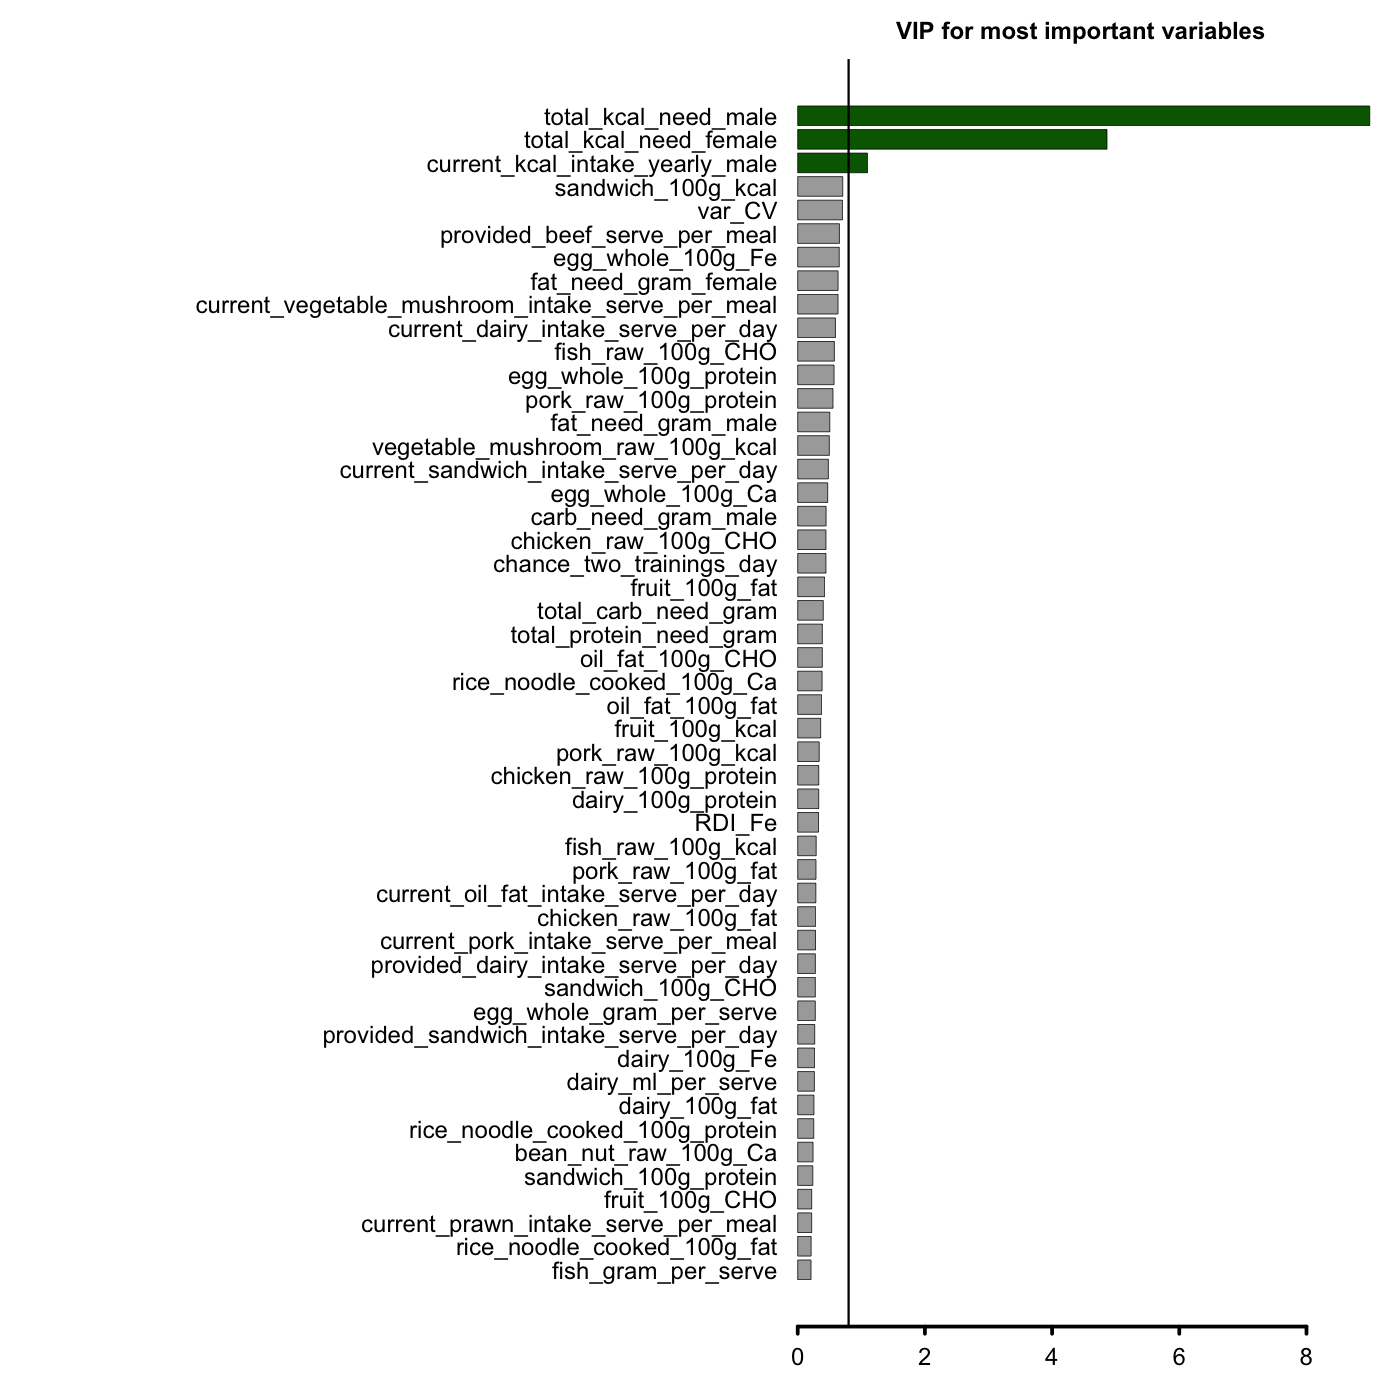 VIP for most important variables
total_kcal_need_male
total_kcal_need_female
current_kcal_intake_yearly_male
sandwich_100g_kcal
var_CV
provided_beef_serve_per_meal
egg_whole_100g_Fe
fat_need_gram_female
current_vegetable_mushroom_intake_serve_per_meal
current_dairy_intake_serve_per_day
fish_raw_100g_CHO
egg_whole_100g_protein
pork_raw_100g_protein
fat_need_gram_male
vegetable_mushroom_raw_100g_kcal
current_sandwich_intake_serve_per_day
egg_whole_100g_Ca
carb_need_gram_male
chicken_raw_100g_CHO
chance_two_trainings_day
fruit_100g_fat
total_carb_need_gram
total_protein_need_gram
oil_fat_100g_CHO
rice_noodle_cooked_100g_Ca
oil_fat_100g_fat
fruit_100g_kcal
pork_raw_100g_kcal
chicken_raw_100g_protein
dairy_100g_protein
RDI_Fe
fish_raw_100g_kcal
pork_raw_100g_fat
current_oil_fat_intake_serve_per_day
chicken_raw_100g_fat
current_pork_intake_serve_per_meal
provided_dairy_intake_serve_per_day
sandwich_100g_CHO
egg_whole_gram_per_serve
provided_sandwich_intake_serve_per_day
dairy_100g_Fe
dairy_ml_per_serve
dairy_100g_fat
rice_noodle_cooked_100g_protein
bean_nut_raw_100g_Ca
sandwich_100g_protein
fruit_100g_CHO
current_prawn_intake_serve_per_meal
rice_noodle_cooked_100g_fat
fish_gram_per_serve
0 2 4 6 8